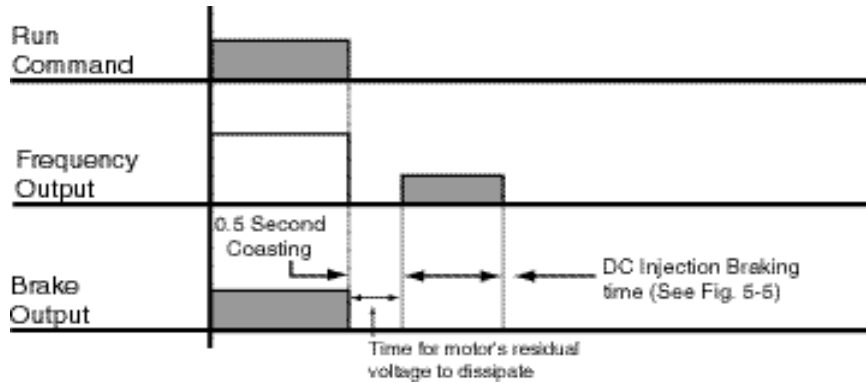 Run
Command
Frequency
Output
0.5 Second
Coasting
DC Injection Braking
time (See Fig. 5-5)
Brake
Output
Time for motor's residual
voltage to dissipate